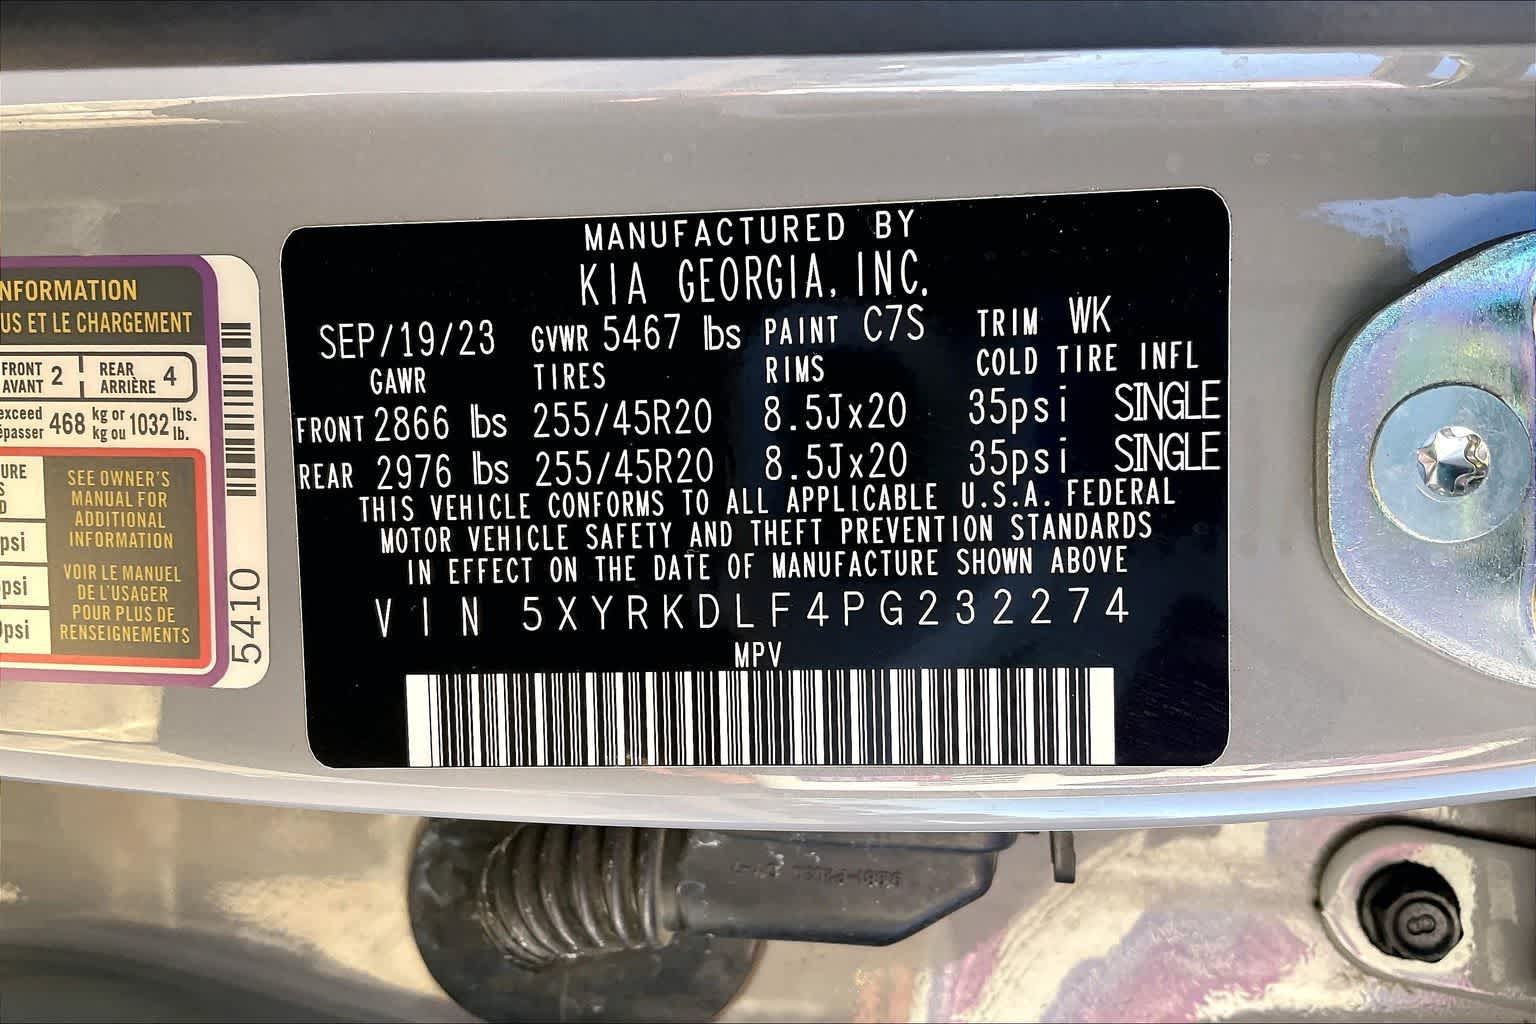 MANUFACTURED BY
KIA GEORGIA, INC.
SEP/19/23 GVWR 5467 lbs PAINT C7S TRIM WK
GAWR TIRES RIMS COLD TIRE INFL
FRONT 2866 lbs 255/45R20 8.5Jx20 35psi SINGLE
REAR 2976 lbs 255/45R20 8.5Jx20 35psi SINGLE
THIS VEHICLE CONFORMS TO ALL APPLICABLE U.S.A. FEDERAL
MOTOR VEHICLE SAFETY AND THEFT PREVENTION STANDARDS
IN EFFECT ON THE DATE OF MANUFACTURE SHOWN ABOVE
VIN 5XYRKDLF4PG232274
MPV
NFORMATION
US ET LE CHARGEMENT
FRONT
AVANT 2
REAR
ARRIÈRE 4
exceed
épasser 468 kg or
kg ou 1032 lbs.
lb.
URE
S
D
psi
psi
psi
SEE OWNER'S
MANUAL FOR
ADDITIONAL
INFORMATION
VOIR LE MANUEL
DE L'USAGER
POUR PLUS DE
RENSEIGNEMENTS
5410
8